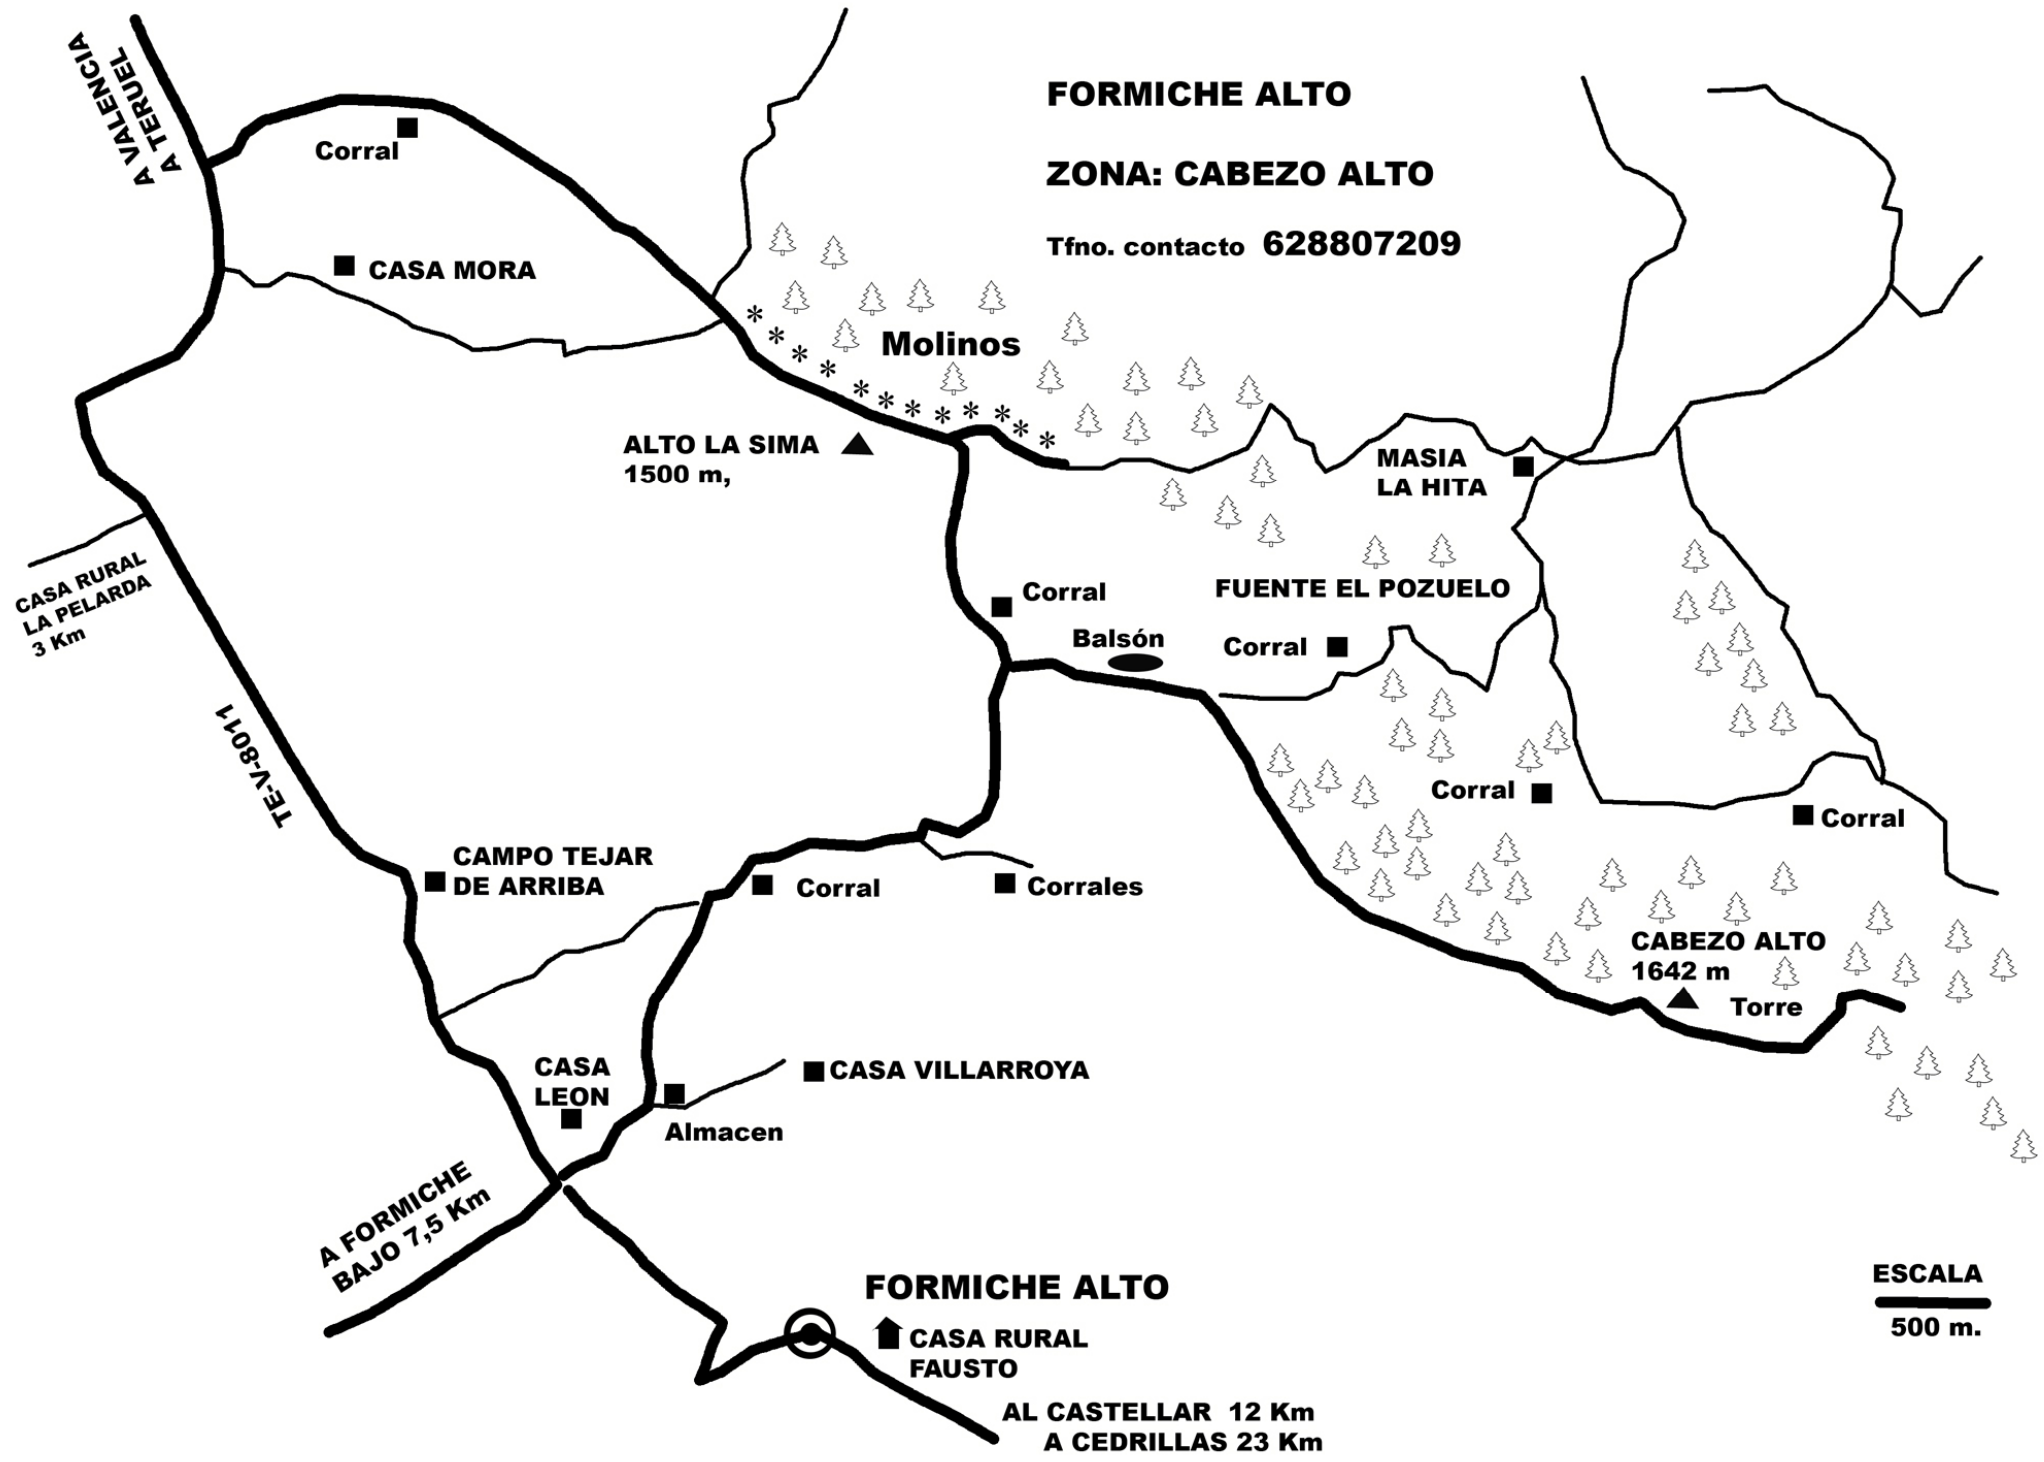 A VALENCIA
A TERUEL
Corral
CASA MORA
FORMICHE ALTO
ZONA: CABEZO ALTO
Tfno. contacto 628807209
Molinos
ALTO LA SIMA
1500 m,
MASIA
LA HITA
CASA RURAL
LA PELARDA
3 Km
Corral
FUENTE EL POZUELO
Balsón
Corral
TE-V-8011
Corral
Corral
CAMPO TEJAR
DE ARRIBA
Corral
Corrales
CABEZO ALTO
1642 m
Torre
CASA
LEON
CASA VILLARROYA
Almacen
A FORMICHE
BAJO 7,5 Km
FORMICHE ALTO
CASA RURAL
FAUSTO
ESCALA
500 m.
AL CASTELLAR 12 Km
A CEDRILLAS 23 Km